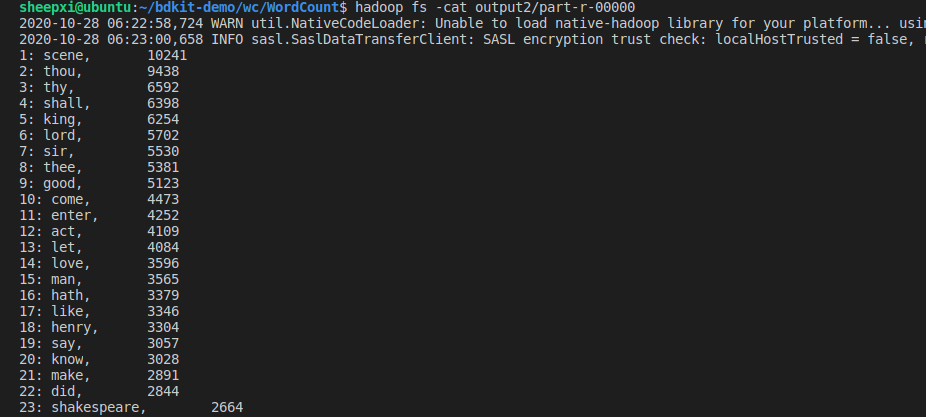 sheepxi@ubuntu:~/bdkit-demo/wc/WordCount$ hadoop fs -cat output2/part-r-00000
2020-10-28 06:22:58,724 WARN util.NativeCodeLoader: Unable to load native-hadoop library for your platform... usin
2020-10-28 06:23:00,658 INFO sasl.SaslDataTransferClient: SASL encryption trust check: localHostTrusted = false,
1: scene,	10241
2: thou,	9438
3: thy,	6592
4: shall,	6398
5: king,	6254
6: lord,	5702
7: sir,	5530
8: thee,	5381
9: good,	5123
10: come,	4473
11: enter,	4252
12: act,	4109
13: let,	4084
14: love,	3596
15: man,	3565
16: hath,	3379
17: like,	3346
18: henry,	3304
19: say,	3057
20: know,	3028
21: make,	2891
22: did,	2844
23: shakespeare,	2664